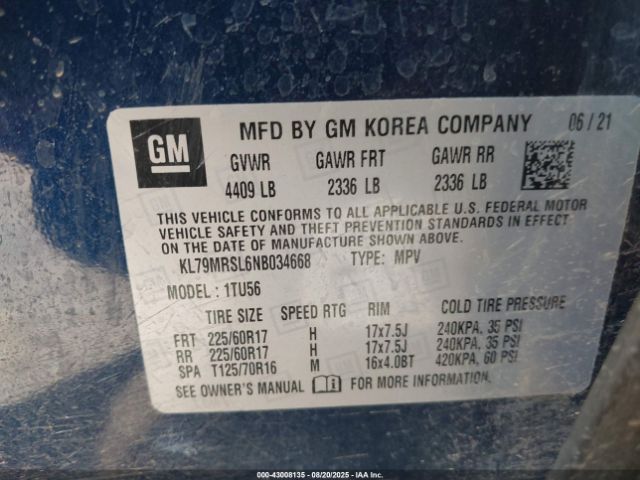 GM
MFD BY GM KOREA COMPANY 06 / 21
GVWR GAWR FRT GAWR RR
4409 LB 2336 LB 2336 LB
THIS VEHICLE CONFORMS TO ALL APPLICABLE U.S. FEDERAL MOTOR
VEHICLE SAFETY AND THEFT PREVENTION STANDARDS IN EFFECT
ON THE DATE OF MANUFACTURE SHOWN ABOVE.
KL79MRSL6NB034668 TYPE: MPV
MODEL : 1TU56
TIRE SIZE SPEED RTG RIM COLD TIRE PRESSURE
FRT 225/60R17 H 17x7.5J 240KPA, 35 PSI
RR 225/60R17 H 17x7.5J 240KPA, 35 PSI
SPA T125/70R16 M 16x4.0BT 420KPA, 60 PSI
SEE OWNER'S MANUAL FOR MORE INFORMATION.
000-43008135 - 08/20/2025 - IAA Inc.